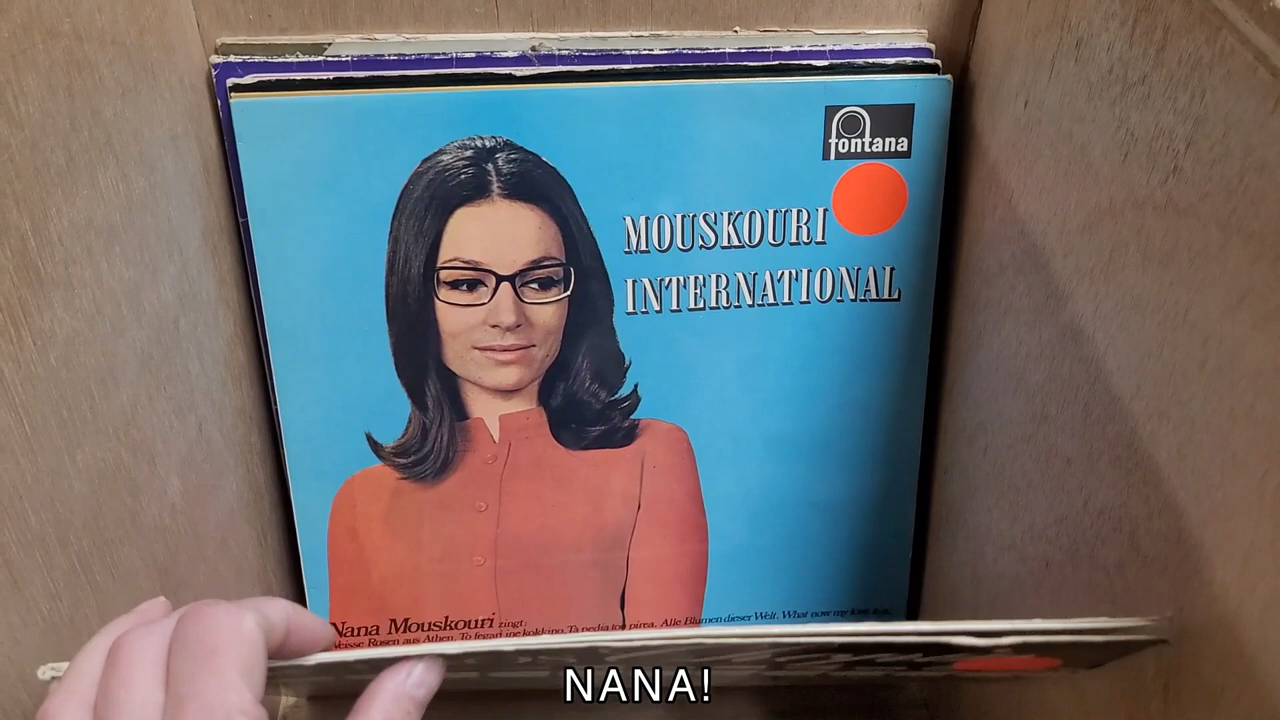 fontana
MOUSKOURI
INTERNATIONAL
Nana Mouskouri zingt:
Weisse Rosen aus Athen, To fegari ine kokkino, Ta pedia tou pirea, Alle Blumen dieser Welt, What now my love
NANA!